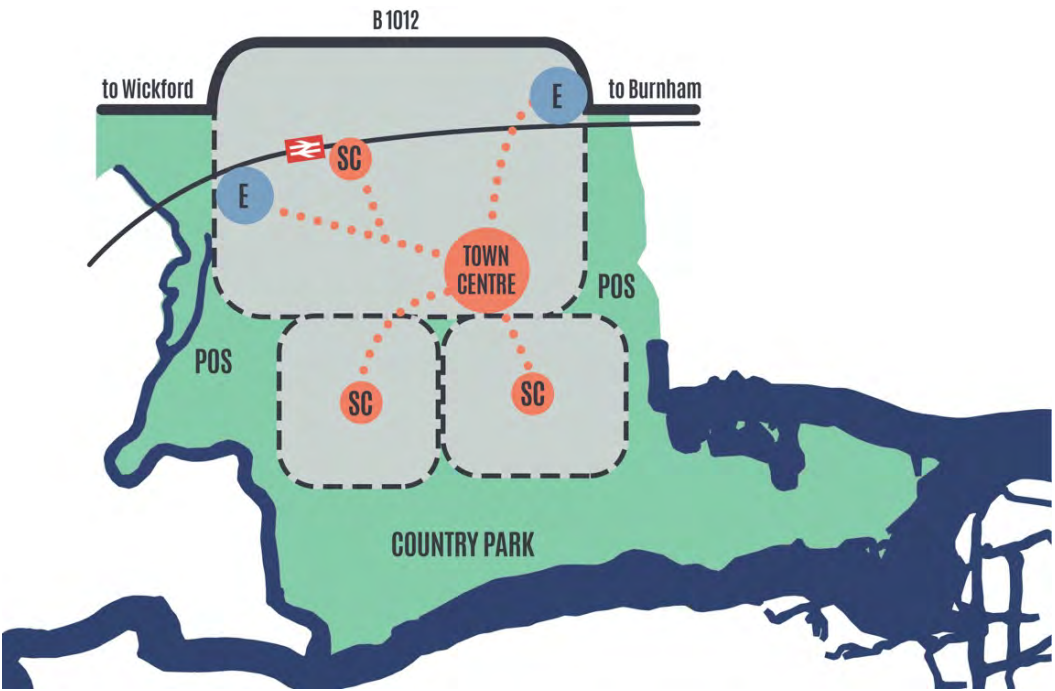 B 1012
to Wickford
to Burnham
E
SC
E
TOWN
CENTRE
POS
POS
SC
SC
COUNTRY PARK